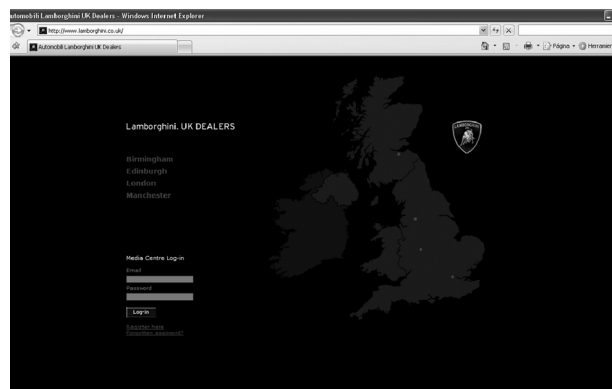 utomobili Lamborghini UK Dealers - Windows Internet Explorer
http://www.lamborghini.co.uk/
Automobili Lamborghini UK Dealers
Página
Herramien
Lamborghini. UK DEALERS
LAMBORGHINI
Birmingham
Edinburgh
London
Manchester
Media Centre Log-in
Email
Password
Log-in
Register here
Forgotten password?